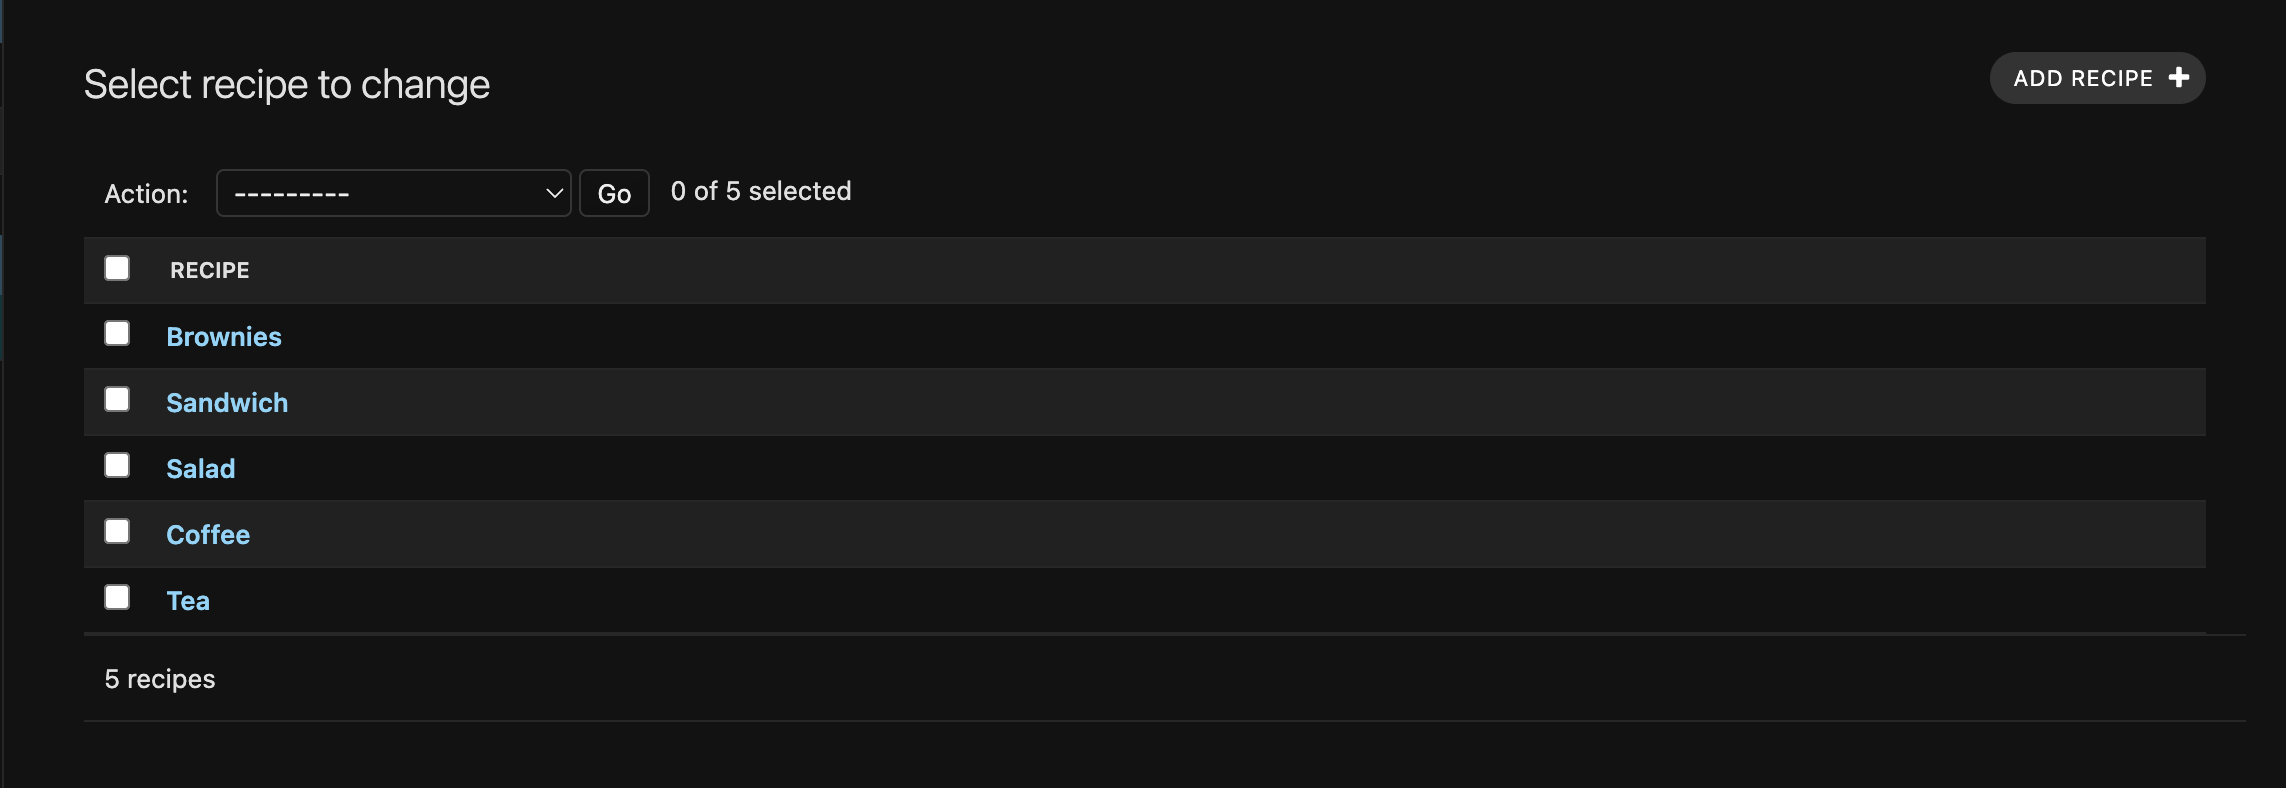 Select recipe to change
ADD RECIPE +
Action: --------- Go 0 of 5 selected
RECIPE
Brownies
Sandwich
Salad
Coffee
Tea
5 recipes